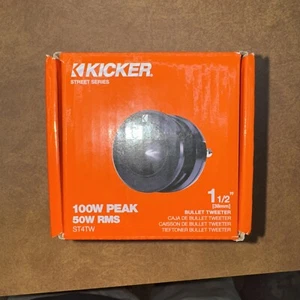 KICKER
STREET SERIES
1 1/2"
[38mm]
100W PEAK
50W RMS
ST4TW
BULLET TWEETER
CAJA DE BULLET TWEETER
CAISSON DE BULLET TWEETER
TIEFTONER BULLET TWEETER